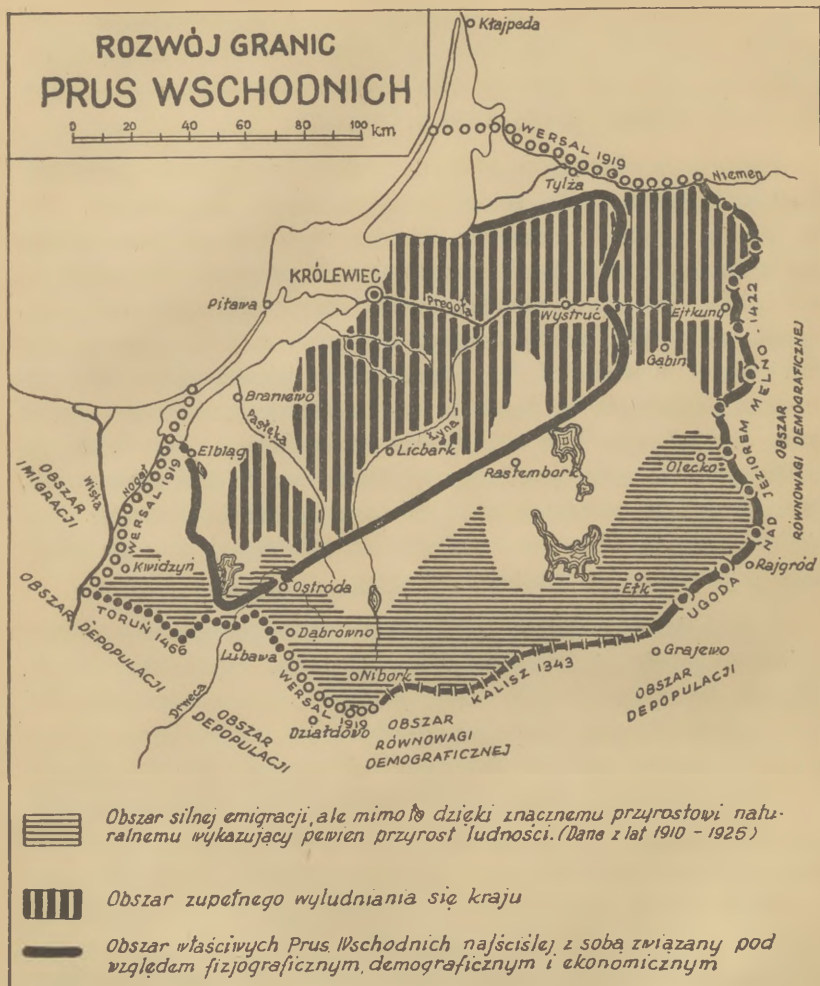 ROZWÓJ GRANIC
PRUS WSCHODNICH
0 20 40 60 80 100 km
Kłajpeda
WERSAL 1919
Niemen
Tylża
KRÓLEWIEC
Piława
Pregoła
Wystruć
Ejtkuny
Gąbin
UGODA NAD JEZIOREM MELNO . 1422
OBSZAR
RÓWNOWAGI DEMOGRAFICZNEJ
Braniewo
Pasłęka
Łyna
Licbark
Rastembork
Olecko
Elbląg
OBSZAR
IMIGRACJI
Wisła
Nogat
WERSAL 1919
Kwidzyń
Ostróda
Ełk
Rajgród
TORUŃ 1466
OBSZAR
DEPOPULACJI
Dąbrówno
Lubawa
Nibork
Grajewo
KALISZ 1343
WERSAL 1919
Drwęca
Działdowo
OBSZAR
DEPOPULACJI
OBSZAR
RÓWNOWAGI
DEMOGRAFICZNEJ
OBSZAR
DEPOPULACJI
Obszar silnej emigracji, ale mimo to dzięki znacznemu przyrostowi natu-
ralnemu wykazujący pewien przyrost ludności. (Dane z lat 1910 - 1925)
Obszar zupełnego wyludniania się kraju
Obszar właściwych Prus Wschodnich najściślej z sobą związany pod
względem fizjograficznym, demograficznym i ekonomicznym